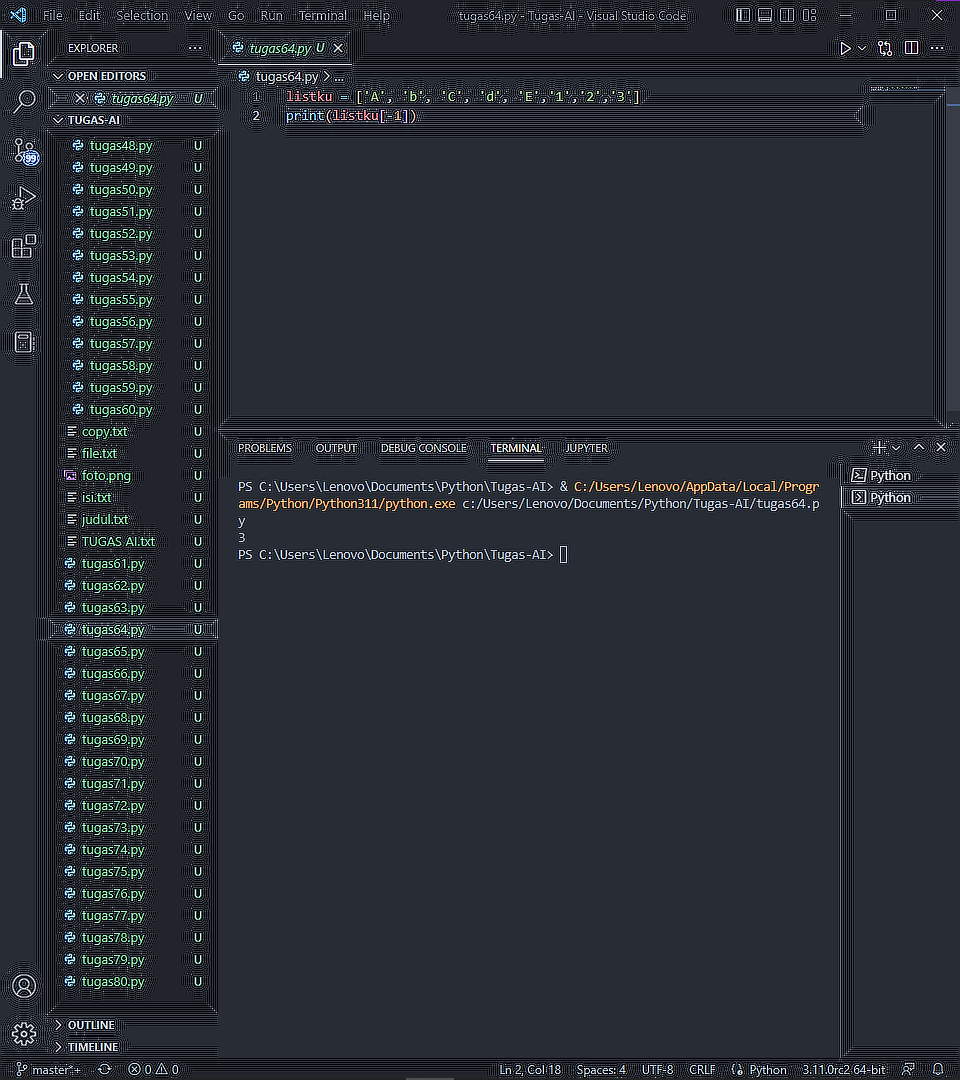 File Edit Selection View Go Run Terminal Help tugas64.py - Tugas-AI - Visual Studio Code
EXPLORER
OPEN EDITORS
tugas64.py U
TUGAS-AI
tugas48.py U
tugas49.py U
tugas50.py U
tugas51.py U
tugas52.py U
tugas53.py U
tugas54.py U
tugas55.py U
tugas56.py U
tugas57.py U
tugas58.py U
tugas59.py U
tugas60.py U
copy.txt U
file.txt U
foto.png U
isi.txt U
judul.txt U
TUGAS AI.txt U
tugas61.py U
tugas62.py U
tugas63.py U
tugas64.py U
tugas65.py U
tugas66.py U
tugas67.py U
tugas68.py U
tugas69.py U
tugas70.py U
tugas71.py U
tugas72.py U
tugas73.py U
tugas74.py U
tugas75.py U
tugas76.py U
tugas77.py U
tugas78.py U
tugas79.py U
tugas80.py U
OUTLINE
TIMELINE
99
tugas64.py U
tugas64.py > ...
1 listku = ['A', 'b', 'C', 'd', 'E','1','2','3']
2 print(listku[-1])
PROBLEMS OUTPUT DEBUG CONSOLE TERMINAL JUPYTER
PS C:\Users\Lenovo\Documents\Python\Tugas-AI> & C:/Users/Lenovo/AppData/Local/Progr
ams/Python/Python311/python.exe c:/Users/Lenovo/Documents/Python/Tugas-AI/tugas64.p
y
3
PS C:\Users\Lenovo\Documents\Python\Tugas-AI>
Python
Python
master*+ 0 0 Ln 2, Col 18 Spaces: 4 UTF-8 CRLF Python 3.11.0rc2 64-bit